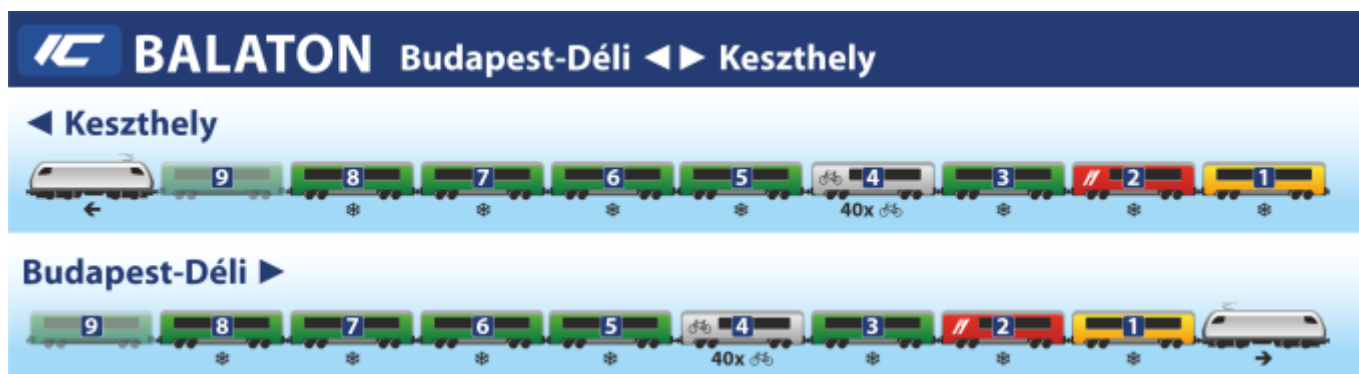 IC BALATON Budapest-Déli ◀ ▶ Keszthely
◀ Keszthely
9 8 7 6 5 4 3 2 1
40x
Budapest-Déli ▶
9 8 7 6 5 4 3 2 1
40x